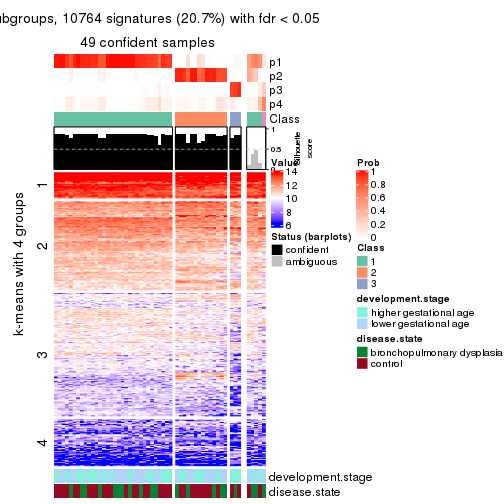 ubgroups, 10764 signatures (20.7%) with fdr < 0.05
49 confident samples
p1
p2
p3
p4
Class
1
0.5
0
Silhouette
score
k-means with 4 groups
1
2
3
4
Value
14
12
10
8
6
Status (barplots)
confident
ambiguous
Prob
1
0.8
0.6
0.4
0.2
0
Class
1
2
3
development.stage
higher gestational age
lower gestational age
disease.state
bronchopulmonary dysplasia
control
development.stage
disease.state